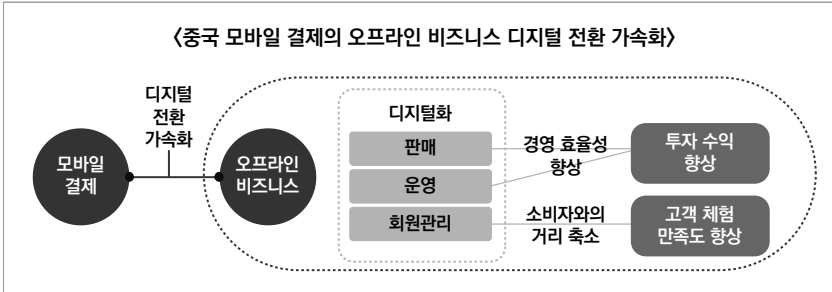 〈중국 모바일 결제의 오프라인 비즈니스 디지털 전환 가속화〉
디지털
전환
가속화
모바일
결제
오프라인
비즈니스
디지털화
판매
운영
회원관리
경영 효율성
향상
소비자와의
거리 축소
투자 수익
향상
고객 체험
만족도 향상